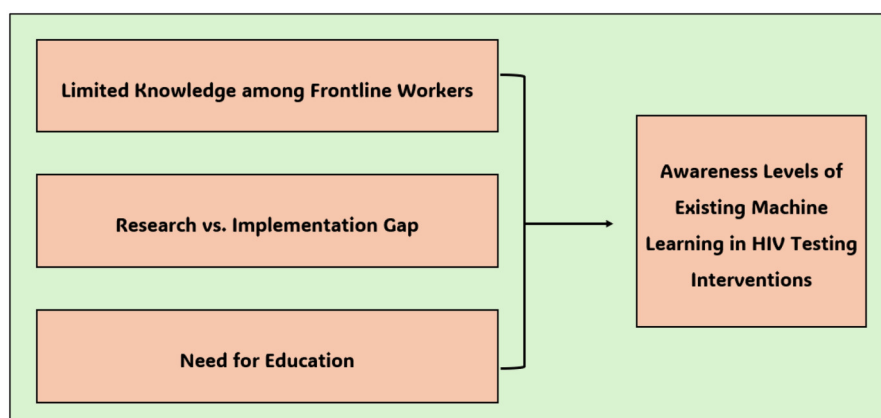 Limited Knowledge among Frontline Workers
Research vs. Implementation Gap
Need for Education
Awareness Levels of
Existing Machine
Learning in HIV Testing
Interventions